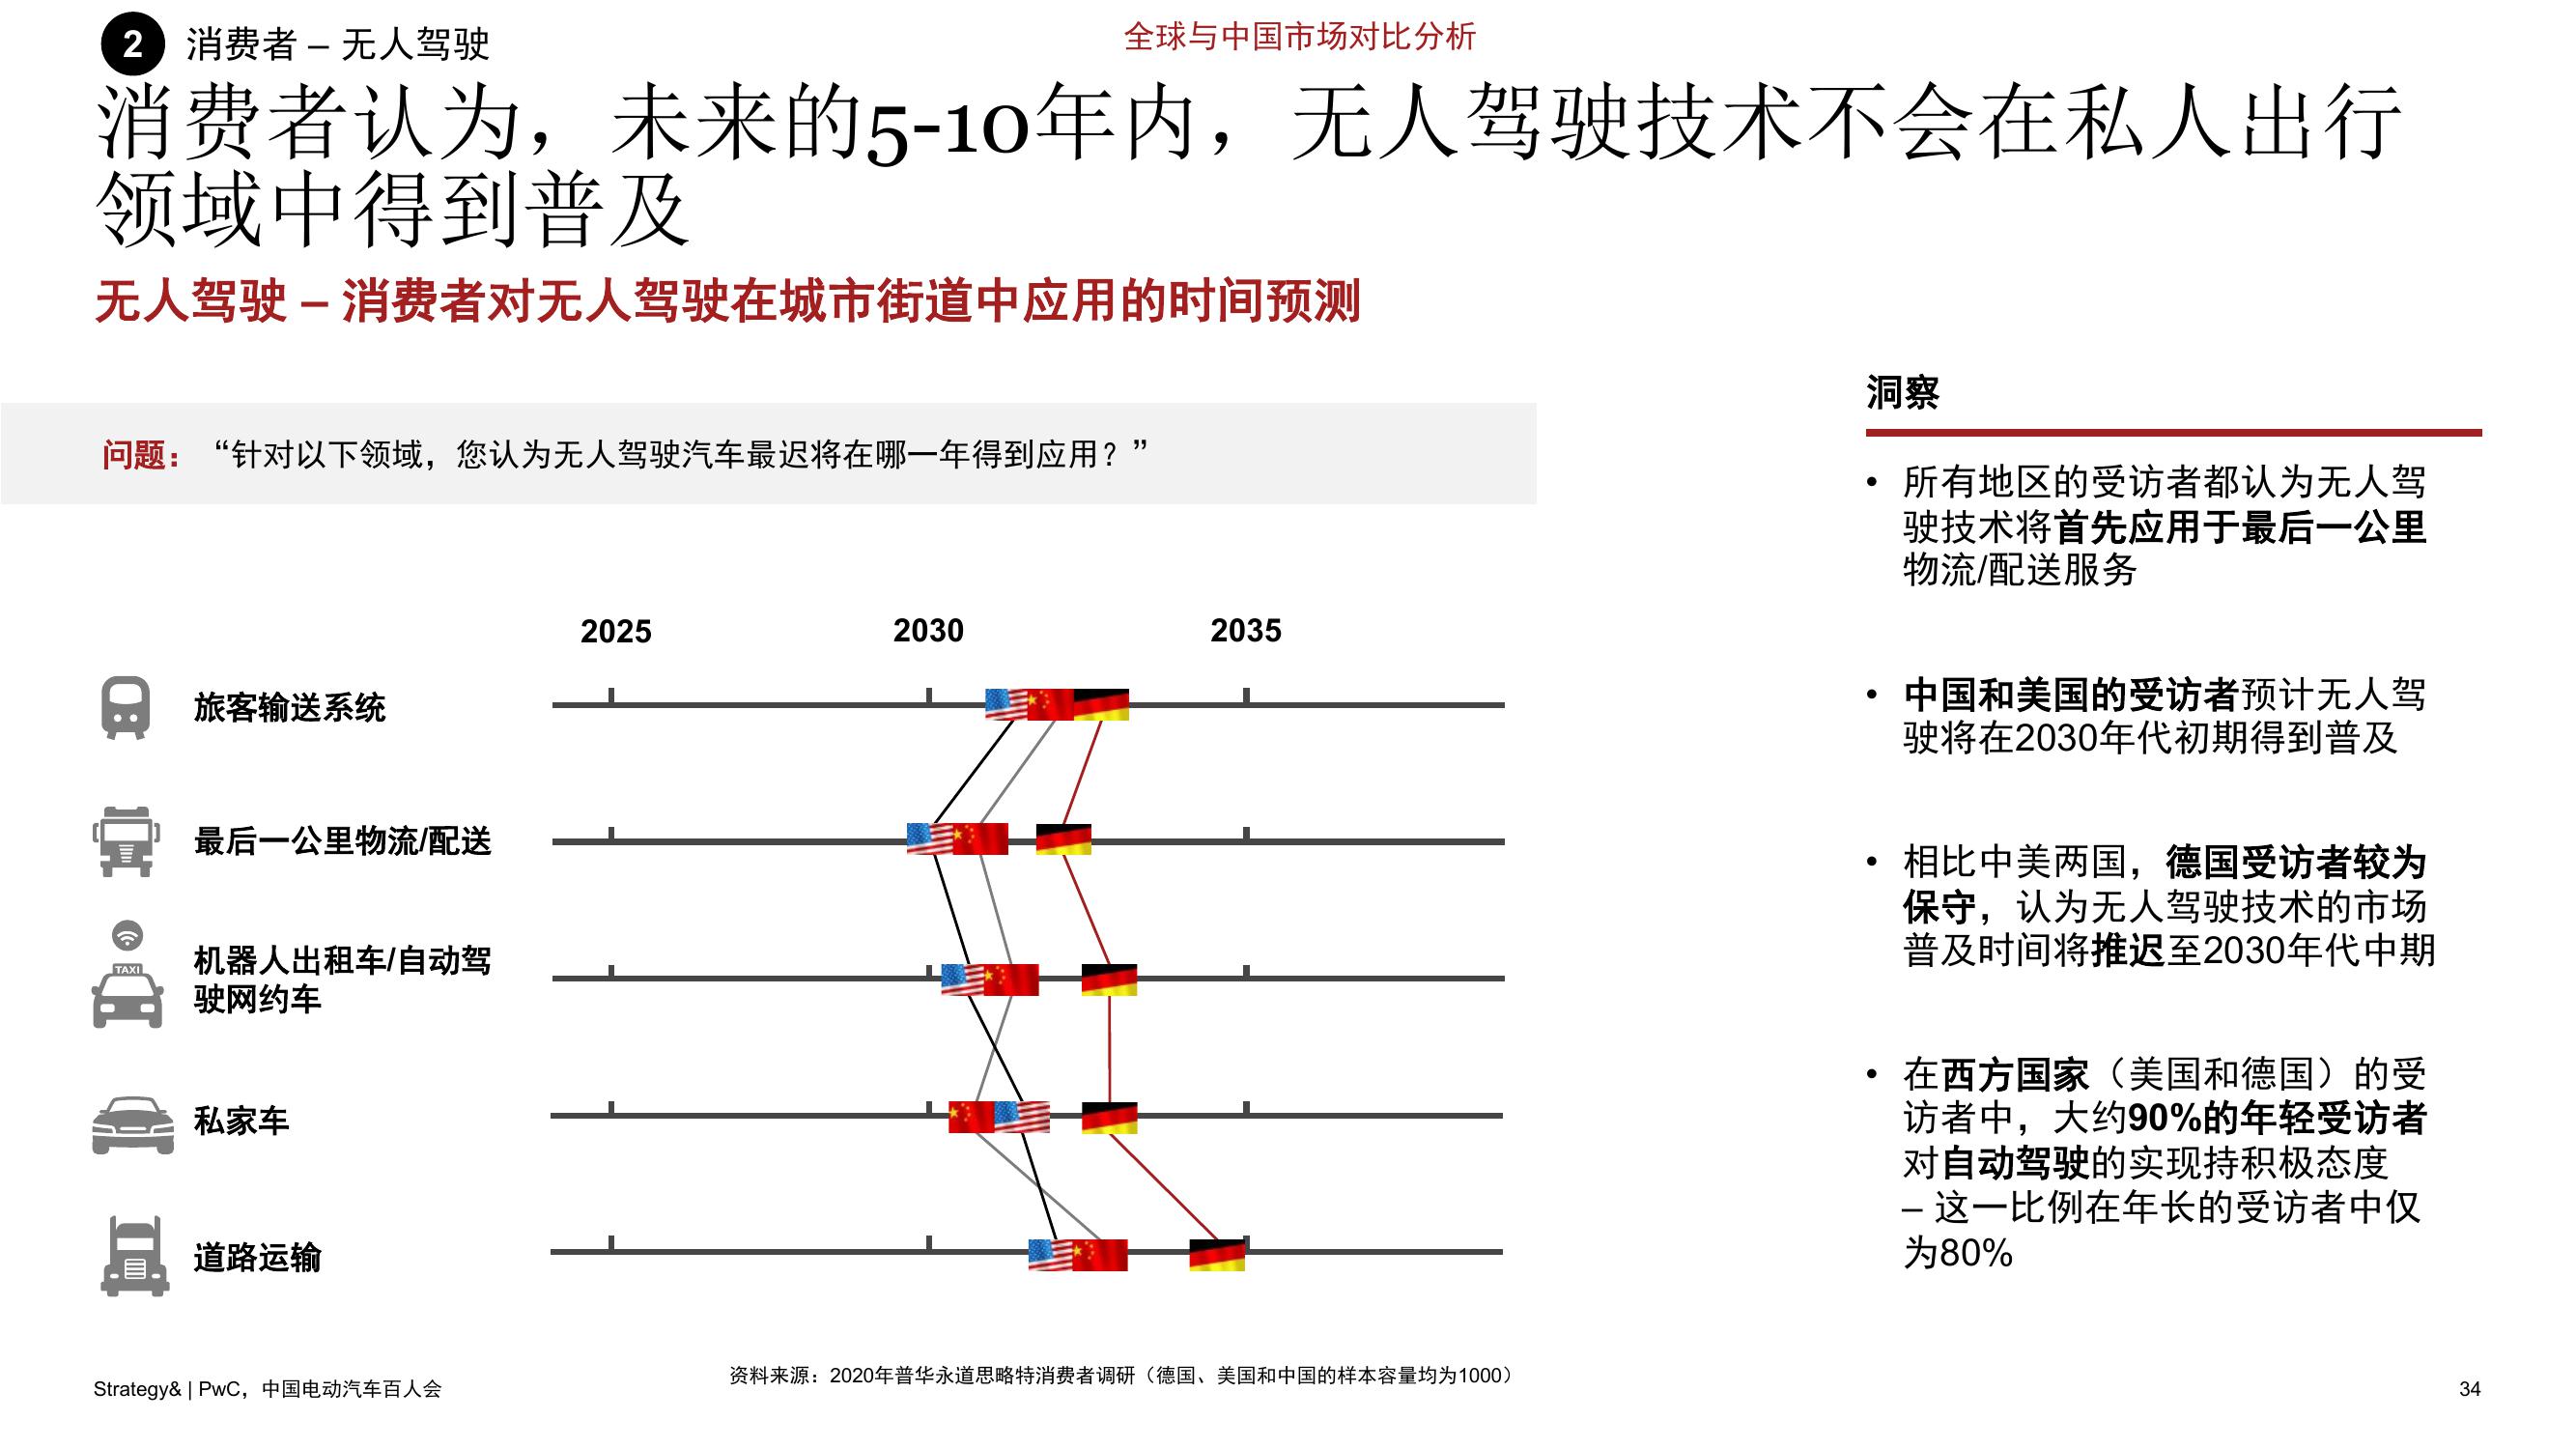 2
消费者 – 无人驾驶
全球与中国市场对比分析
消费者认为，未来的5-10年内，无人驾驶技术不会在私人出行
领域中得到普及
无人驾驶 – 消费者对无人驾驶在城市街道中应用的时间预测
问题：“针对以下领域，您认为无人驾驶汽车最迟将在哪一年得到应用？”
2025 2030 2035
旅客输送系统
最后一公里物流/配送
TAXI
机器人出租车/自动驾
驶网约车
私家车
道路运输
洞察
• 所有地区的受访者都认为无人驾
驶技术将首先应用于最后一公里
物流/配送服务
• 中国和美国的受访者预计无人驾
驶将在2030年代初期得到普及
• 相比中美两国，德国受访者较为
保守，认为无人驾驶技术的市场
普及时间将推迟至2030年代中期
• 在西方国家（美国和德国）的受
访者中，大约90%的年轻受访者
对自动驾驶的实现持积极态度
– 这一比例在年长的受访者中仅
为80%
资料来源：2020年普华永道思略特消费者调研（德国、美国和中国的样本容量均为1000）
Strategy& | PwC，中国电动汽车百人会
34